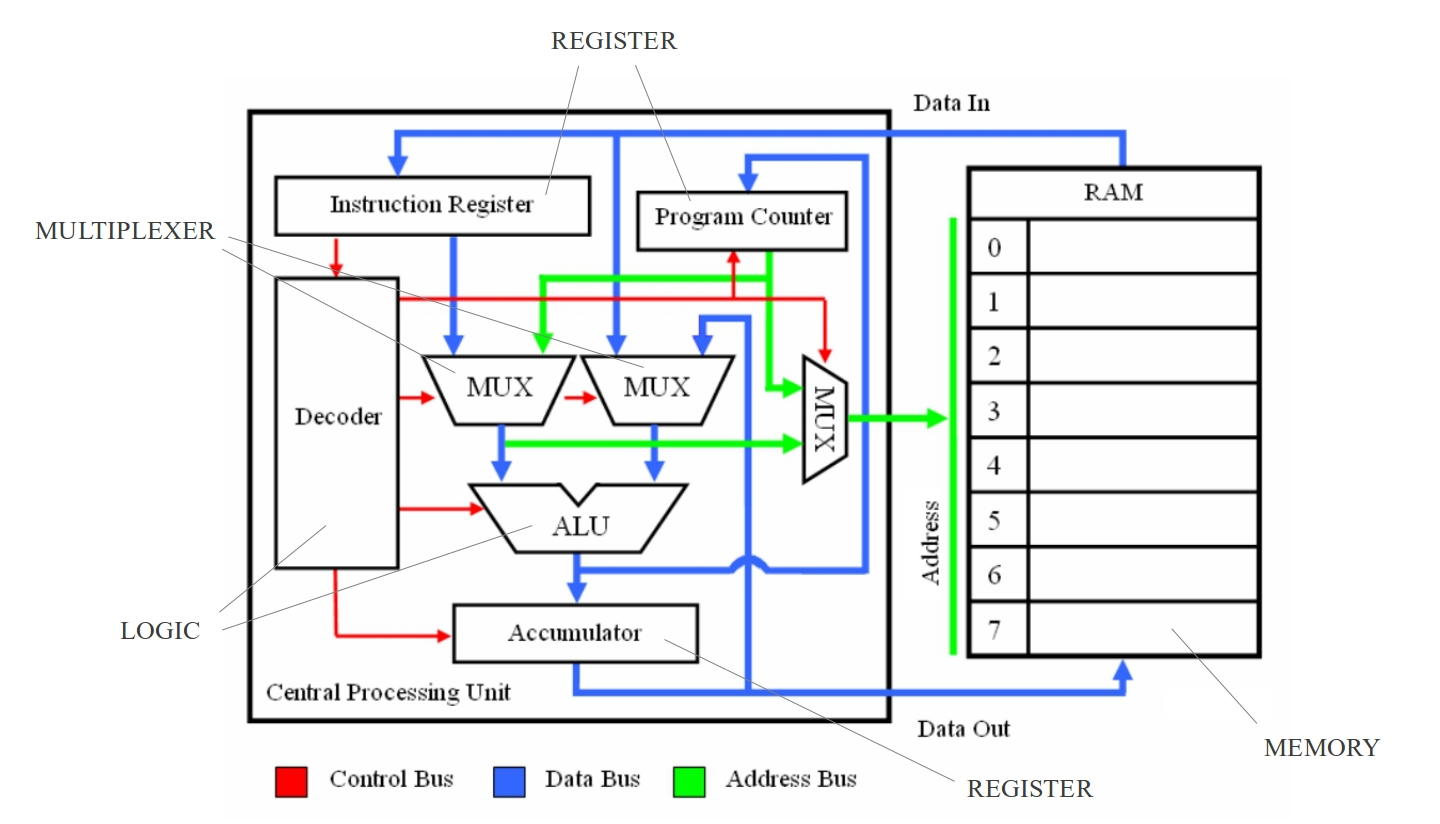 REGISTER
Data In
Instruction Register
RAM
Program Counter
MULTIPLEXER
0
1
2
3
4
5
6
7
MUX
MUX
MUX
Decoder
ALU
Address
LOGIC
Accumulator
Central Processing Unit
Data Out
MEMORY
Control Bus
Data Bus
Address Bus
REGISTER